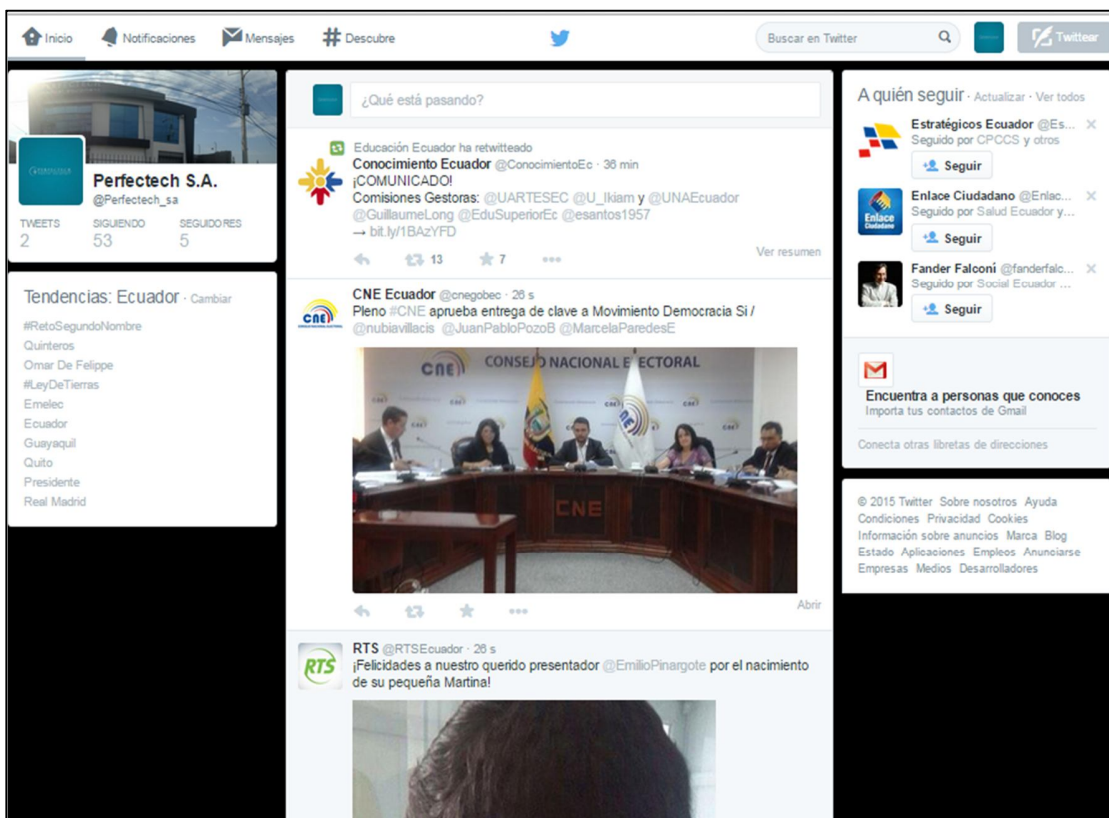 Inicio Notificaciones Mensajes Descubre Buscar en Twitter Twittear
Perfectech S.A.
@Perfectech_sa
TWEETS SIGUIENDO SEGUIDORES
2 53 5
Tendencias: Ecuador · Cambiar
#RetoSegundoNombre
Quinteros
Omar De Felippe
#LeyDeTierras
Emelec
Ecuador
Guayaquil
Quito
Presidente
Real Madrid
¿Qué está pasando?
Educación Ecuador ha retwitteado
Conocimiento Ecuador @ConocimientoEc · 36 min
¡COMUNICADO!
Comisiones Gestoras: @UARTESEC @U_Ikiam y @UNAEcuador
@GuillaumeLong @EduSuperiorEc @esantos1957
→ bit.ly/1BAzYFD
13 7 Ver resumen
CNE Ecuador @cnegobec · 26 s
Pleno #CNE aprueba entrega de clave a Movimiento Democracia Si /
@nubiavillacis @JuanPabloPozoB @MarcelaParedesE
CNE CONSEJO NACIONAL ELECTORAL
CNE
Abrir
RTS @RTSEcuador · 26 s
¡Felicidades a nuestro querido presentador @EmilioPinargote por el nacimiento
de su pequeña Martina!
A quién seguir · Actualizar · Ver todos
Estratégicos Ecuador @Es...
Seguido por CPCCS y otros
Seguir
Enlace Ciudadano @Enlac...
Seguido por Salud Ecuador y...
Seguir
Fander Falconí @fanderfalc...
Seguido por Social Ecuador ...
Seguir
Encuentra a personas que conoces
Importa tus contactos de Gmail
Conecta otras libretas de direcciones
© 2015 Twitter Sobre nosotros Ayuda
Condiciones Privacidad Cookies
Información sobre anuncios Marca Blog
Estado Aplicaciones Empleos Anunciarse
Empresas Medios Desarrolladores